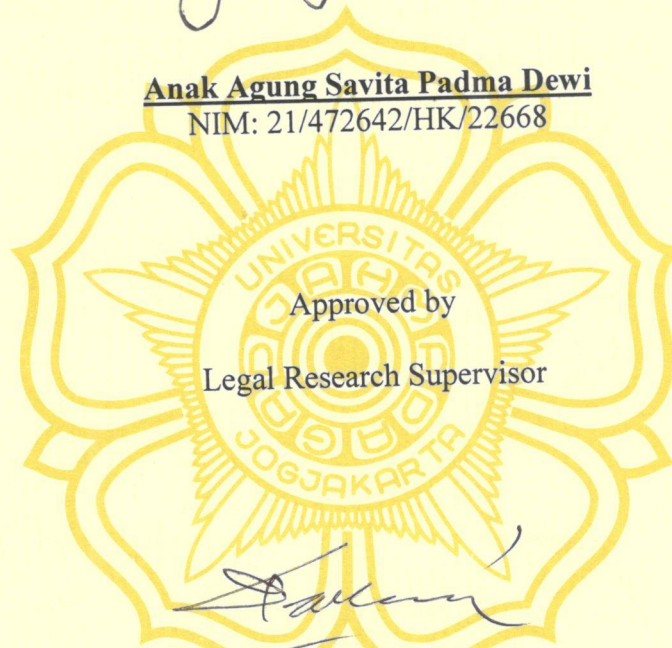 Anak Agung Savita Padma Dewi
NIM: 21/472642/HK/22668
UNIVERSITAS
GADJAH MADA
JOGJAKARTA
Approved by
Legal Research Supervisor